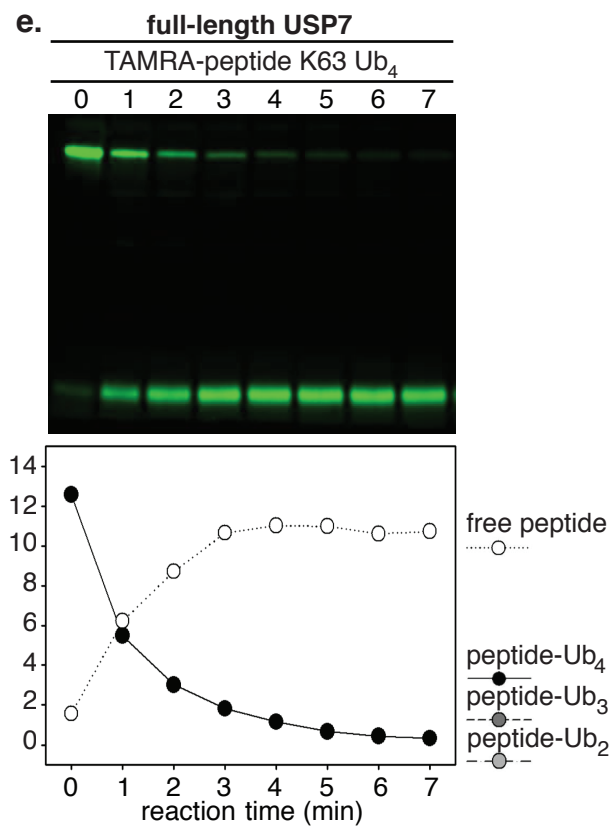 e.
full-length USP7
TAMRA-peptide K63 Ub4
0 1 2 3 4 5 6 7
14
12
10
8
6
4
2
0
0 1 2 3 4 5 6 7
reaction time (min)
free peptide
peptide-Ub4
peptide-Ub3
peptide-Ub2